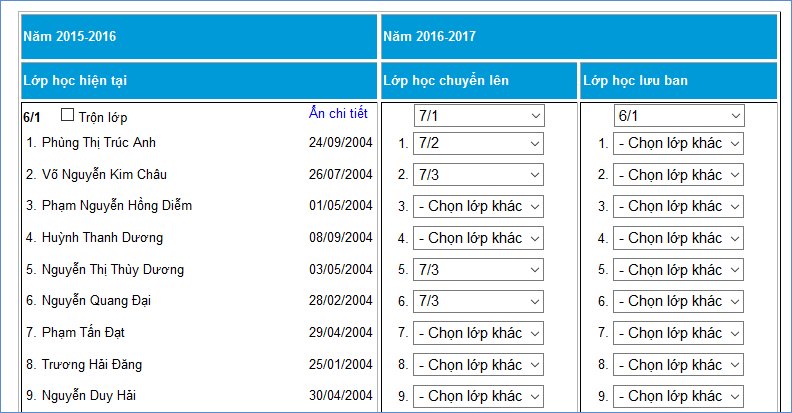 Năm 2015-2016 Năm 2016-2017
Lớp học hiện tại Lớp học chuyển lên Lớp học lưu ban
6/1 Trộn lớp Ẩn chi tiết 7/1 6/1
1. Phùng Thị Trúc Anh 24/09/2004 1. 7/2 1. - Chọn lớp khác
2. Võ Nguyễn Kim Châu 26/07/2004 2. 7/3 2. - Chọn lớp khác
3. Phạm Nguyễn Hồng Diễm 01/05/2004 3. - Chọn lớp khác 3. - Chọn lớp khác
4. Huỳnh Thanh Dương 08/09/2004 4. - Chọn lớp khác 4. - Chọn lớp khác
5. Nguyễn Thị Thùy Dương 03/05/2004 5. 7/3 5. - Chọn lớp khác
6. Nguyễn Quang Đại 28/02/2004 6. 7/3 6. - Chọn lớp khác
7. Phạm Tấn Đạt 29/04/2004 7. - Chọn lớp khác 7. - Chọn lớp khác
8. Trương Hải Đăng 25/01/2004 8. - Chọn lớp khác 8. - Chọn lớp khác
9. Nguyễn Duy Hải 30/04/2004 9. - Chọn lớp khác 9. - Chọn lớp khác